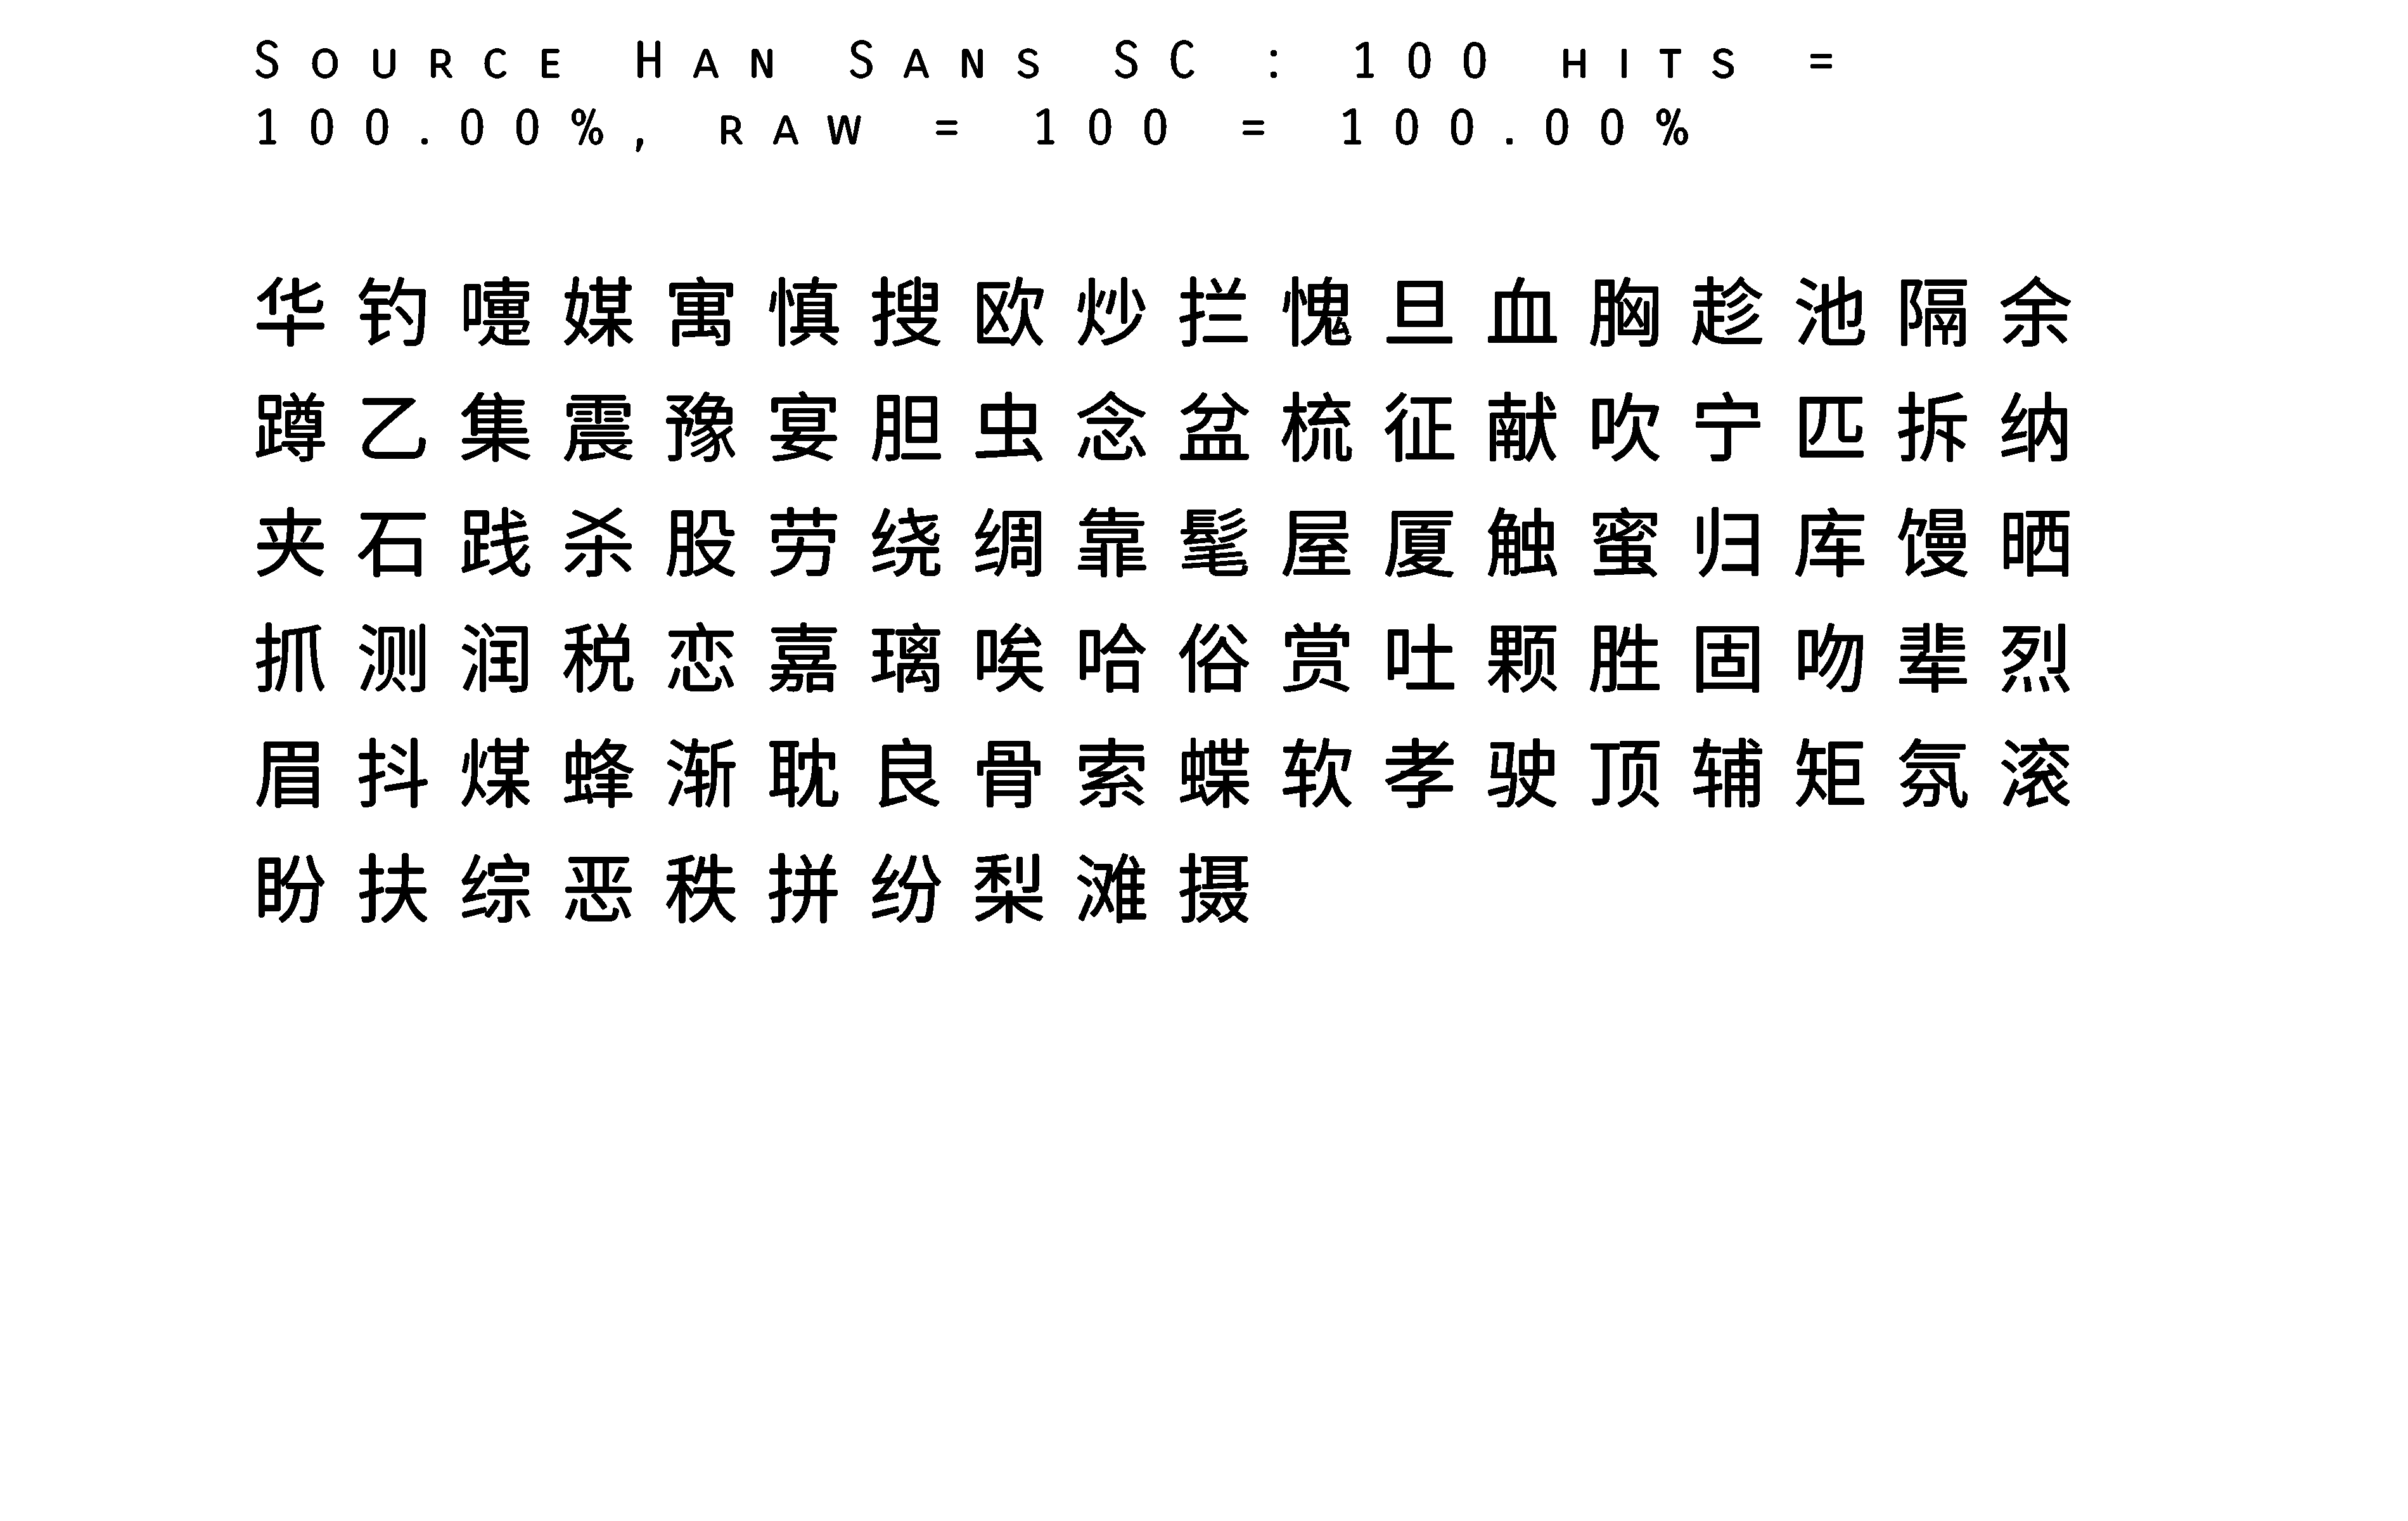 Source Han Sans SC : 100 hits =
100.00%, raw = 100 = 100.00%
华钓嚏媒寓慎搜欧炒拦愧旦血胸趁池隔余
蹲乙集震豫宴胆虫念盆梳征献吹宁匹拆纳
夹石践杀股劳绕绸靠髦屋厦触蜜归库馒晒
抓测润税恋嘉璃唉哈俗赏吐颗胜固吻辈烈
眉抖煤蜂渐耽良骨索蝶软孝驶顶辅矩氛滚
盼扶综恶秩拼纷梨滩摄